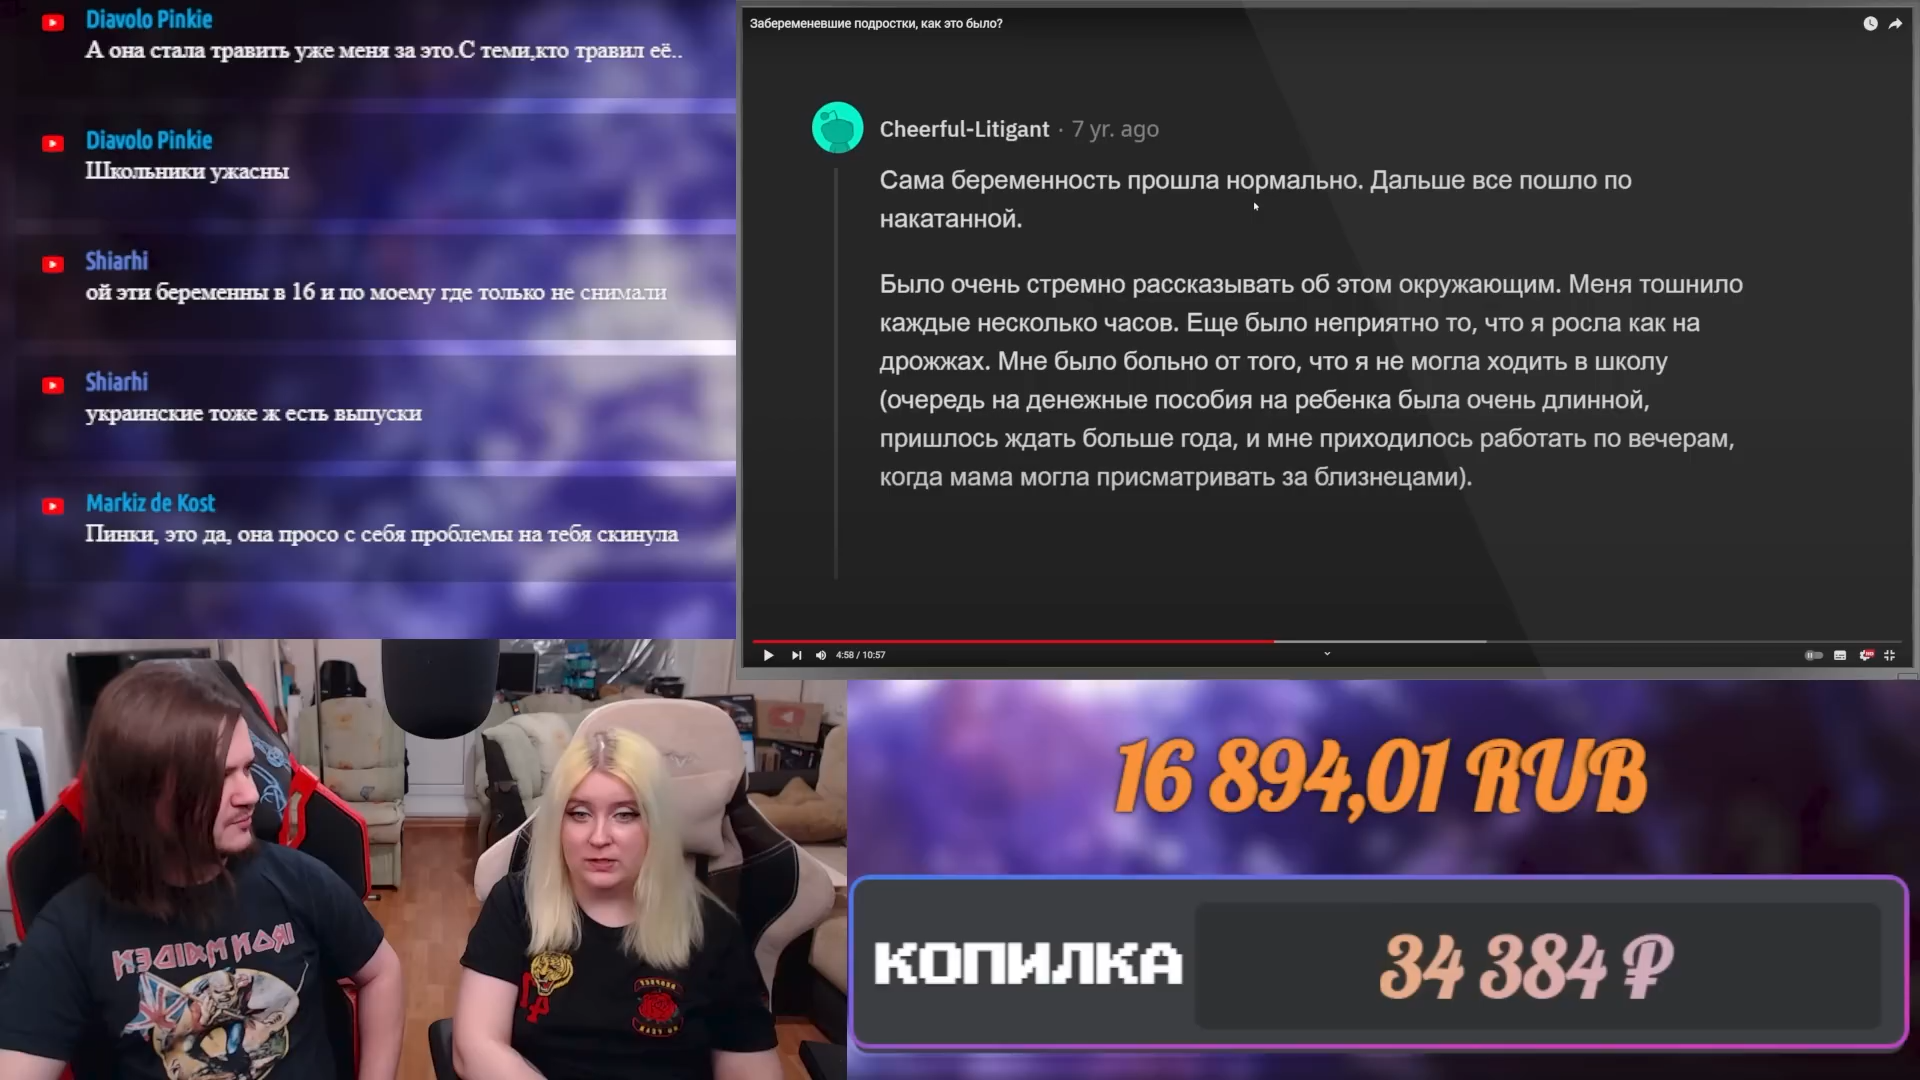 Diavolo Pinkie
А она стала травить уже меня за это.С теми,кто травил её..
Diavolo Pinkie
Школьники ужасны
Shiarhi
ой эти беременны в 16 и по моему где только не снимали
Shiarhi
украинские тоже ж есть выпуски
Markiz de Kost
Пинки, это да, она просо с себя проблемы на тебя скинула
Забеременевшие подростки, как это было?
Cheerful-Litigant · 7 yr. ago
Сама беременность прошла нормально. Дальше все пошло по
накатанной.
Было очень стремно рассказывать об этом окружающим. Меня тошнило
каждые несколько часов. Еще было неприятно то, что я росла как на
дрожжах. Мне было больно от того, что я не могла ходить в школу
(очередь на денежные пособия на ребенка была очень длинной,
пришлось ждать больше года, и мне приходилось работать по вечерам,
когда мама могла присматривать за близнецами).
4:58 / 10:57
IRON MAIDEN
16 894,01 RUB
КОПИЛКА
34 384 ₽